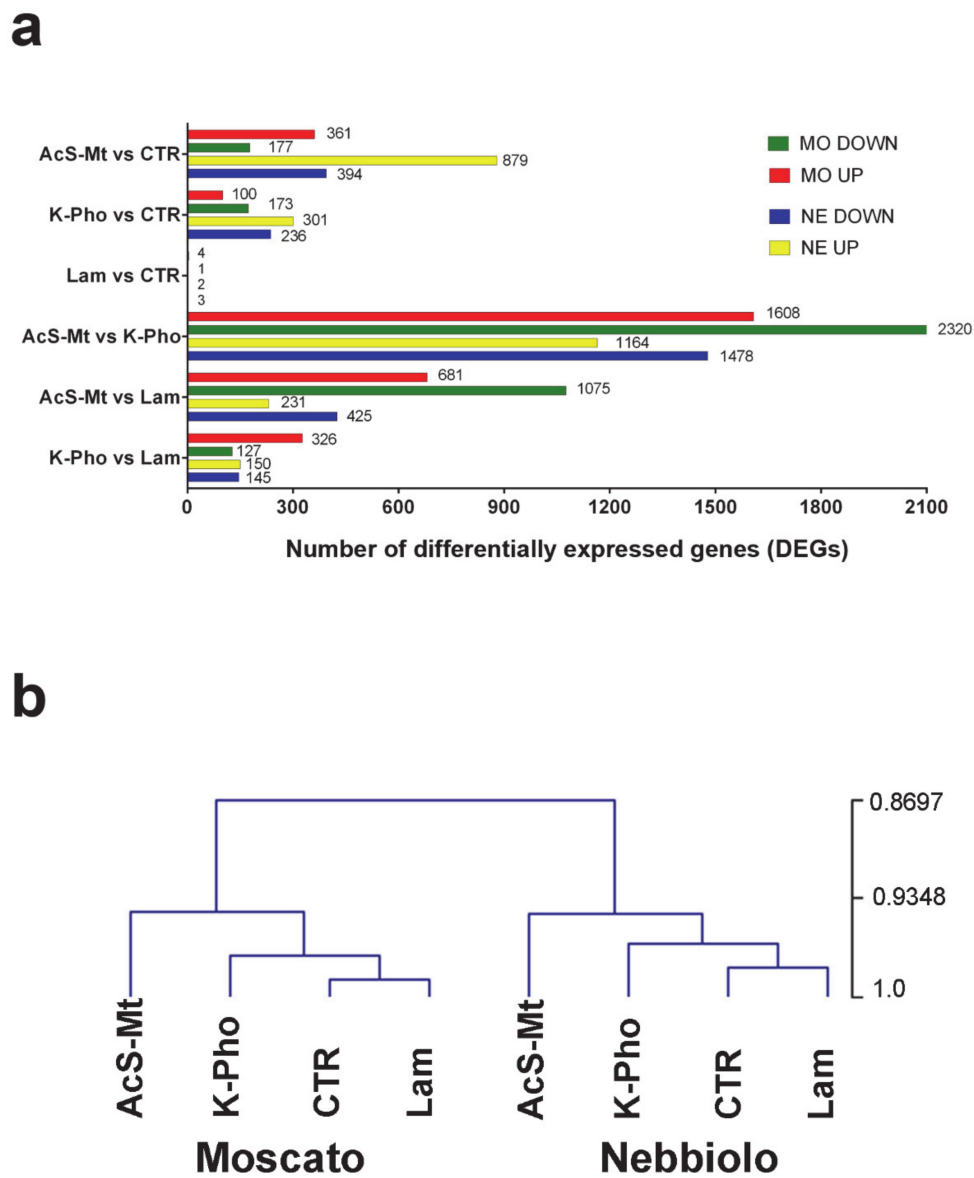 a
AcS-Mt vs CTR
361
177
879
394
K-Pho vs CTR
100
173
301
236
Lam vs CTR
4
1
2
3
AcS-Mt vs K-Pho
1608
2320
1164
1478
AcS-Mt vs Lam
681
1075
231
425
K-Pho vs Lam
326
127
150
145
MO DOWN
MO UP
NE DOWN
NE UP
0 300 600 900 1200 1500 1800 2100
Number of differentially expressed genes (DEGs)
b
0.8697
0.9348
1.0
AcS-Mt K-Pho CTR Lam AcS-Mt K-Pho CTR Lam
Moscato Nebbiolo